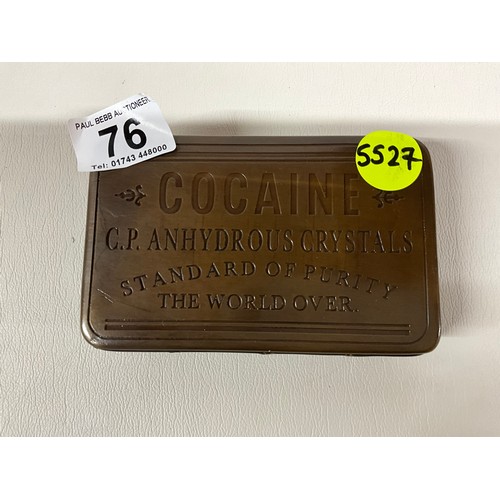 PAUL BEBB AUCTIONEER
76
Tel: 01743 448000
SS27
COCAINE
C.P. ANHYDROUS CRYSTALS
STANDARD OF PURITY
THE WORLD OVER.